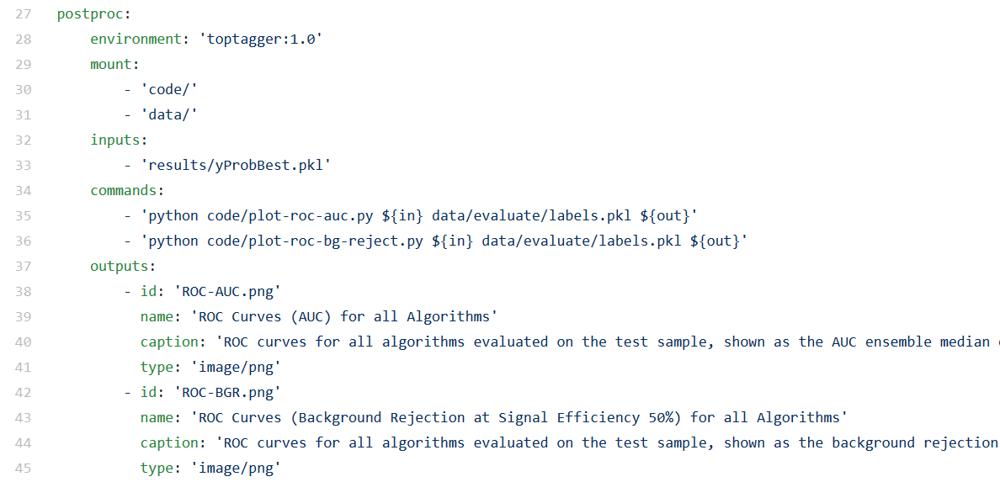 27 postproc:
28     environment: 'toptagger:1.0'
29     mount:
30         - 'code/'
31         - 'data/'
32     inputs:
33         - 'results/yProbBest.pkl'
34     commands:
35         - 'python code/plot-roc-auc.py ${in} data/evaluate/labels.pkl ${out}'
36         - 'python code/plot-roc-bg-reject.py ${in} data/evaluate/labels.pkl ${out}'
37     outputs:
38         - id: 'ROC-AUC.png'
39           name: 'ROC Curves (AUC) for all Algorithms'
40           caption: 'ROC curves for all algorithms evaluated on the test sample, shown as the AUC ensemble median
41           type: 'image/png'
42         - id: 'ROC-BGR.png'
43           name: 'ROC Curves (Background Rejection at Signal Efficiency 50%) for all Algorithms'
44           caption: 'ROC curves for all algorithms evaluated on the test sample, shown as the background rejection
45           type: 'image/png'